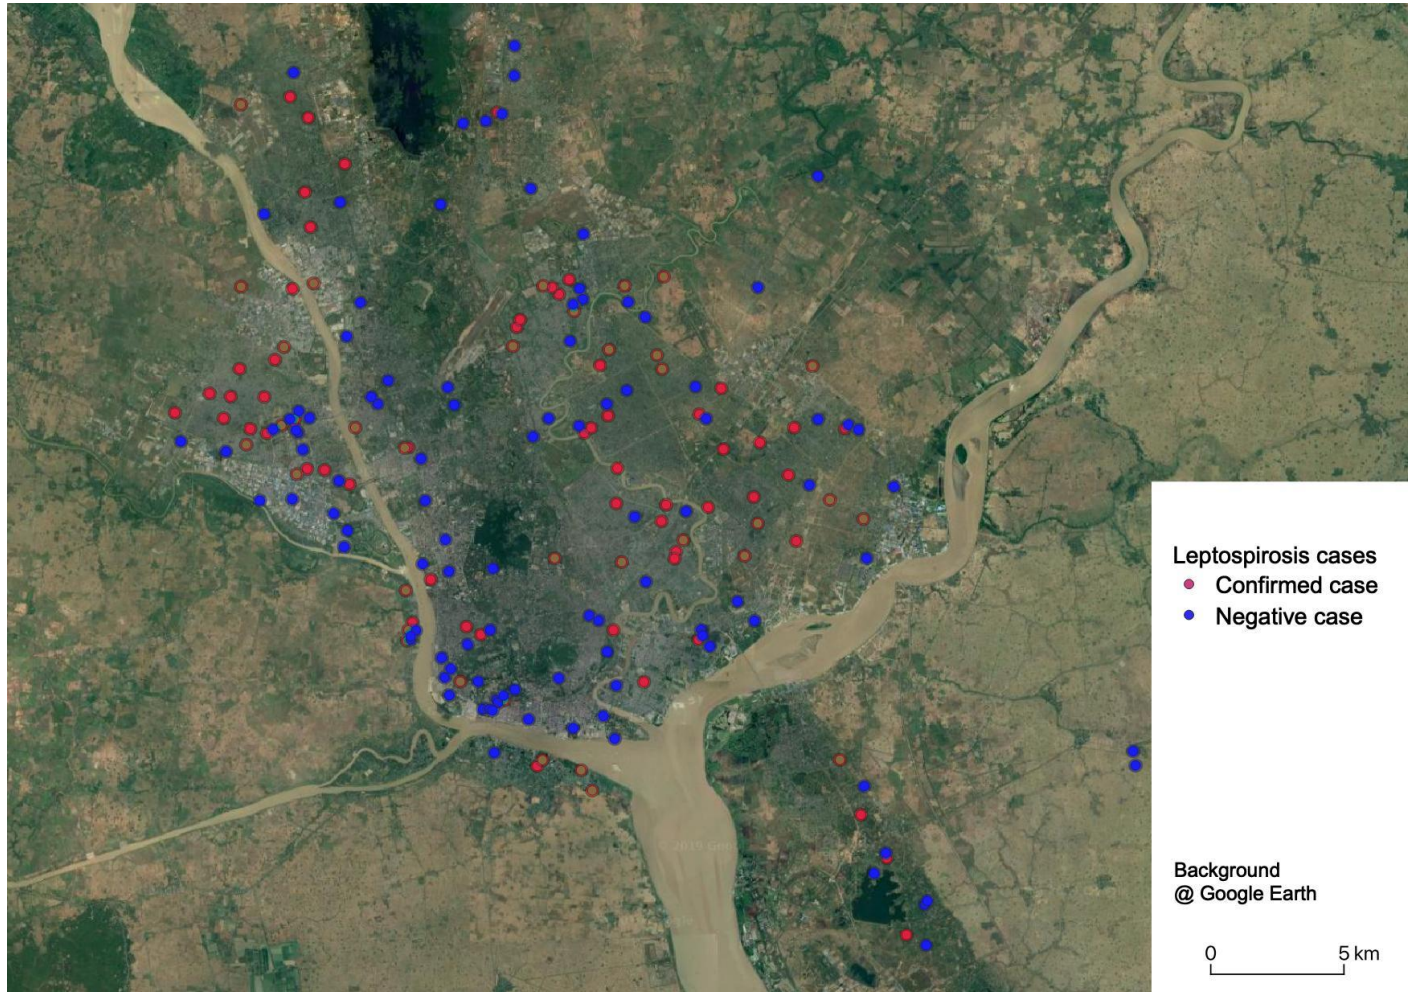 Leptospirosis cases
Confirmed case
Negative case
Background
@ Google Earth
0 5 km